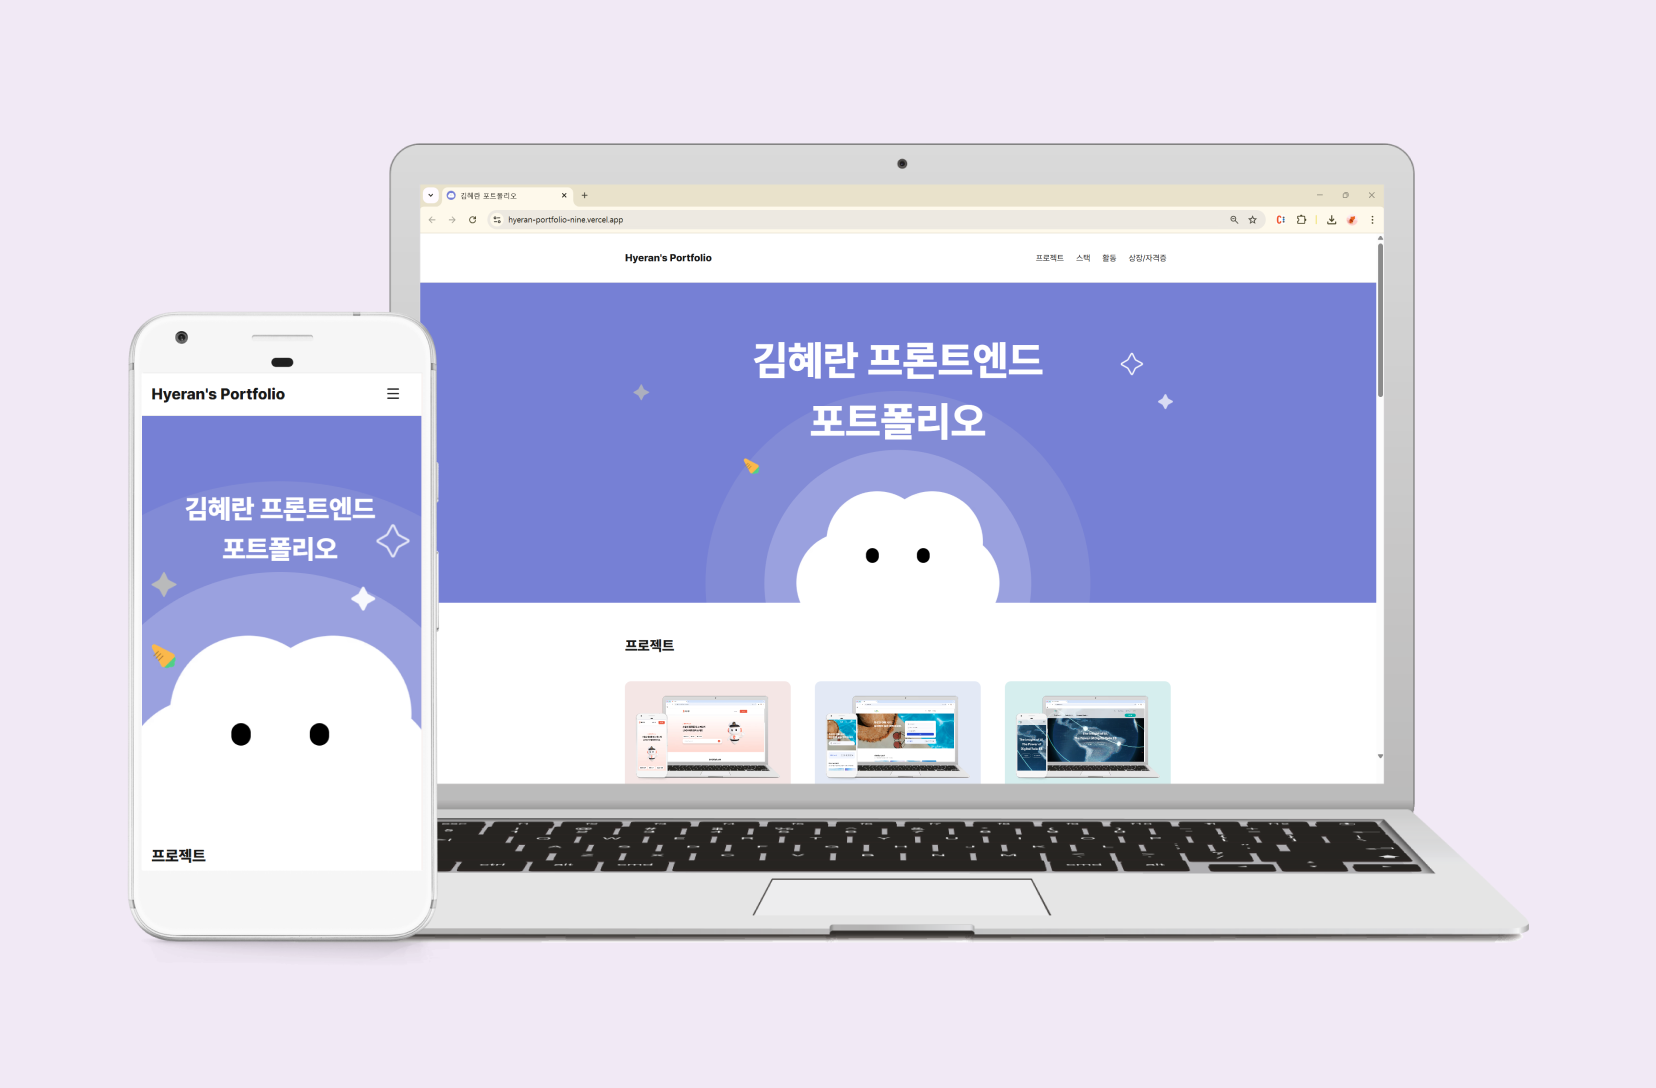 김혜란 포트폴리오
hyeran-portfolio-nine.vercel.app
Hyeran's Portfolio
프로젝트 스택 활동 상장/자격증
김혜란 프론트엔드
포트폴리오
프로젝트
Hyeran's Portfolio
김혜란 프론트엔드
포트폴리오
프로젝트